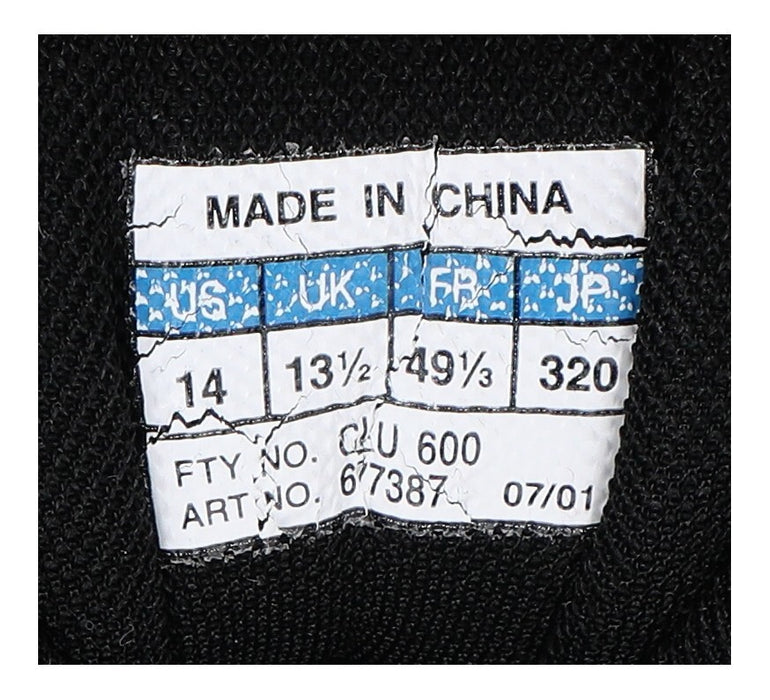 MADE IN CHINA
US UK FR JP
14 13½ 49⅓ 320
FTY NO. CLU 600
ART NO. 677387 07/01